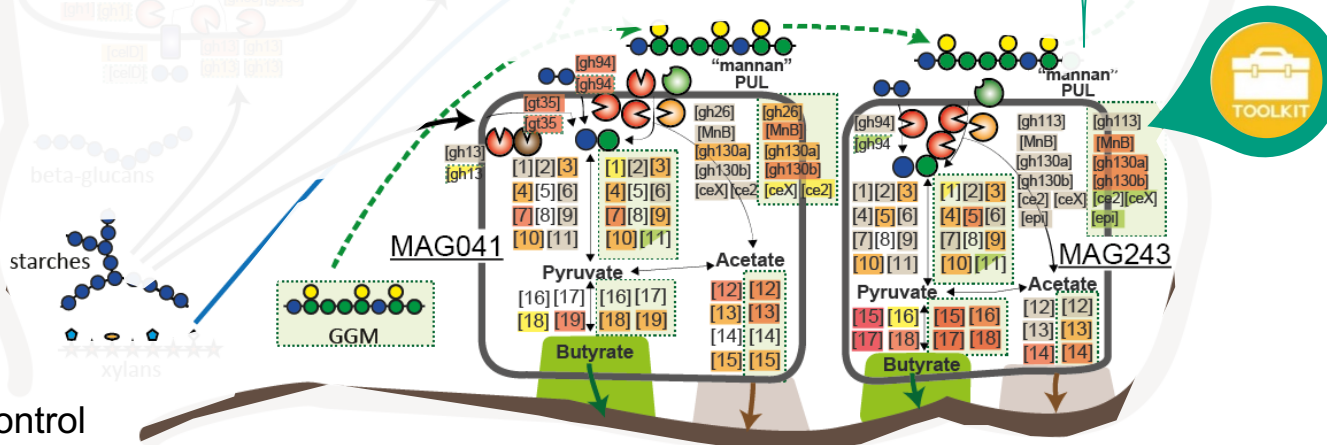 [gh1] [gh1]
[celD]
[celD]
[gh13] [gh13]
[gh13] [gh13]
beta-glucans
starches
xylans
ontrol
GGM
"mannan"
PUL
[gh94]
[gh94
[gt35]
[gt35
[gh13]
[gh13
[gh26]
[MnB]
[gh130a]
[gh130b]
[ceX] [ce2
[gh26]
[MnB]
[gh130a]
[gh130b]
[ceX] [ce2]
[1][2][3]
[4][5][6]
[7][8][9]
[10][11]
[1][2][3]
[4][5][6]
[7][8][9]
[10][11]
MAG041
Pyruvate
Acetate
[16][17]
[18][19]
[16][17]
[18][19]
[12][12]
[13][13]
[14][14]
[15][15]
Butyrate
"mannan"
PUL
[gh94]
[gh94
[gh113]
[MnB]
[gh130a]
[gh130b]
[ce2] [ceX]
[epi]
[gh113]
[MnB]
[gh130a]
[gh130b]
[ce2][ceX]
[epi]
[1][2][3]
[4][5][6]
[7][8][9]
[10][11]
[1][2][3]
[4][5][6]
[7][8][9]
[10][11]
MAG243
Pyruvate
Acetate
[15][16]
[17][18]
[15][16]
[17][18]
[12][12]
[13][13]
[14][14]
Butyrate
TOOLKIT